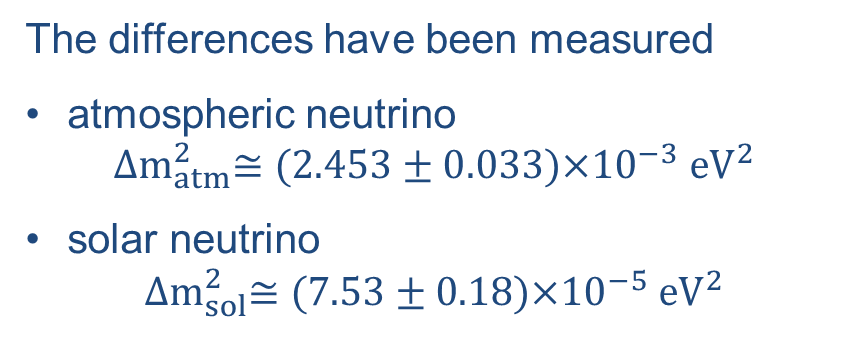 The differences have been measured
• atmospheric neutrino
Δm²atm ≅ (2.453 ± 0.033)×10⁻³ eV²
• solar neutrino
Δm²sol ≅ (7.53 ± 0.18)×10⁻⁵ eV²